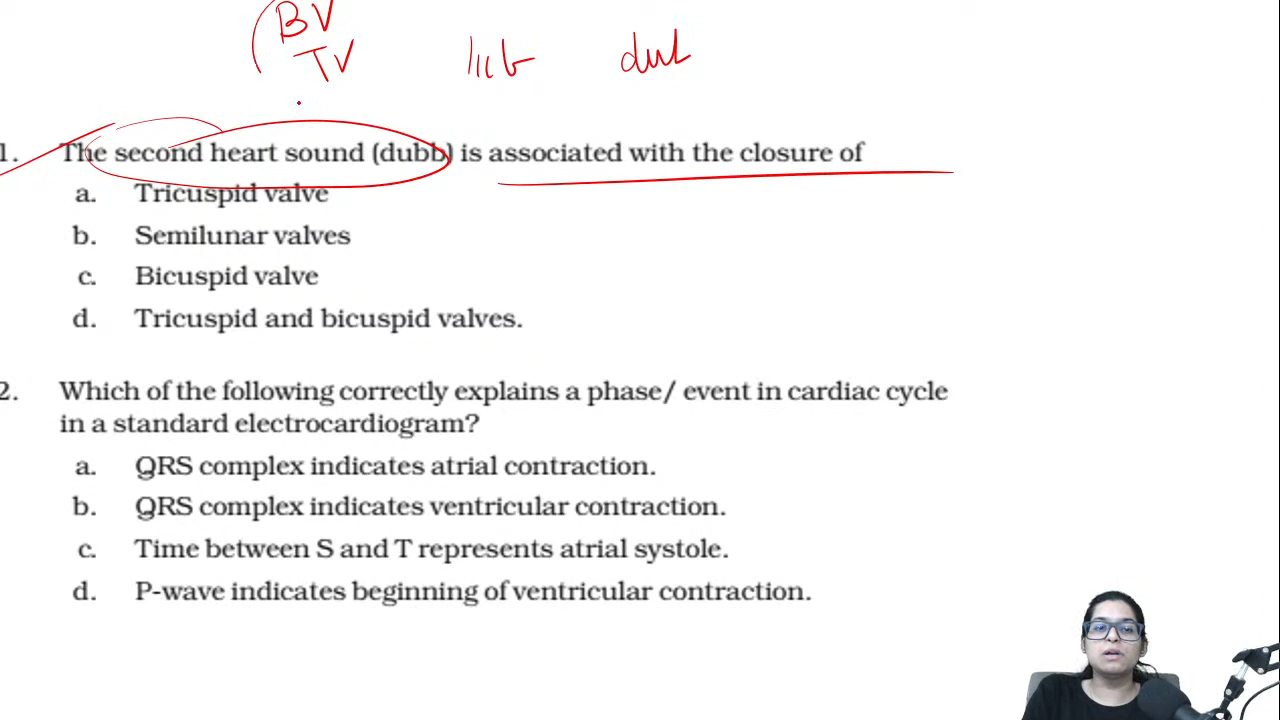 BV
TV
lub dub
1. The second heart sound (dubb) is associated with the closure of
a. Tricuspid valve
b. Semilunar valves
c. Bicuspid valve
d. Tricuspid and bicuspid valves.
2. Which of the following correctly explains a phase/ event in cardiac cycle
in a standard electrocardiogram?
a. QRS complex indicates atrial contraction.
b. QRS complex indicates ventricular contraction.
c. Time between S and T represents atrial systole.
d. P-wave indicates beginning of ventricular contraction.